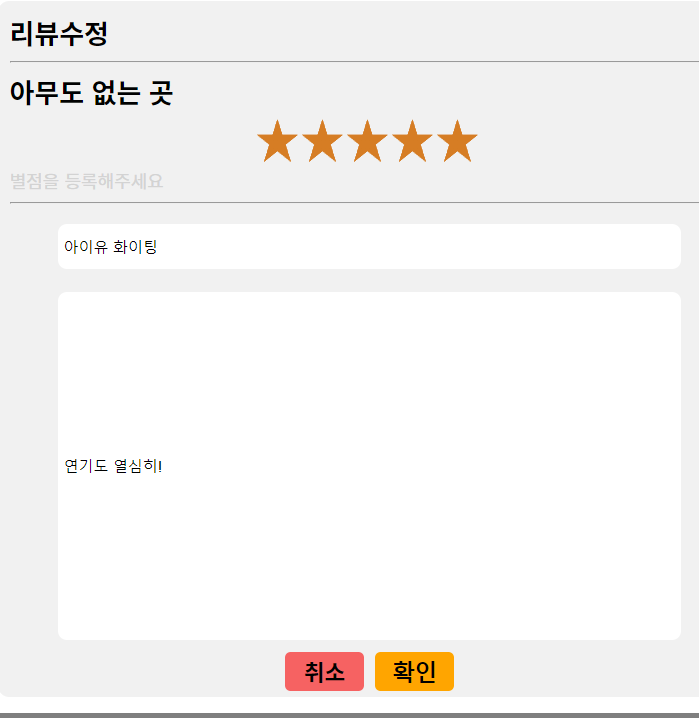 리뷰수정
아무도 없는 곳
★★★★★
별점을 등록해주세요
아이유 화이팅
연기도 열심히!
취소 확인